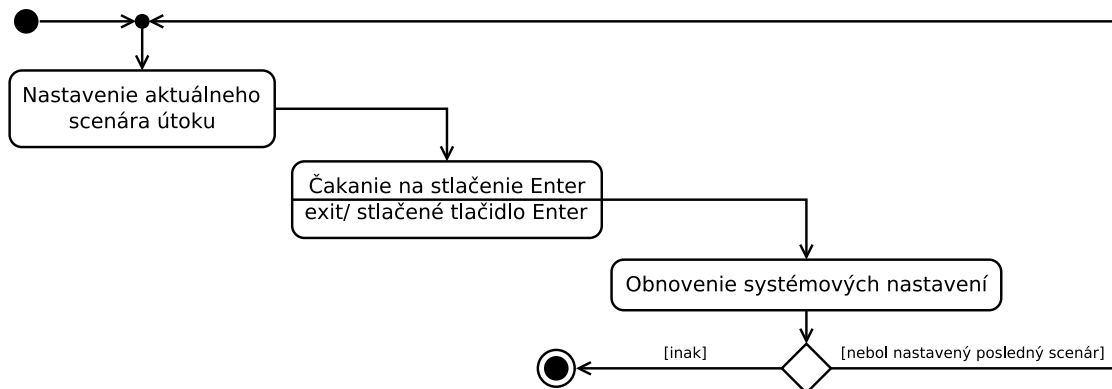 Nastavenie aktuálneho
scenára útoku
Čakanie na stlačenie Enter
exit/ stlačené tlačidlo Enter
Obnovenie systémových nastavení
[inak]
[nebol nastavený posledný scenár]